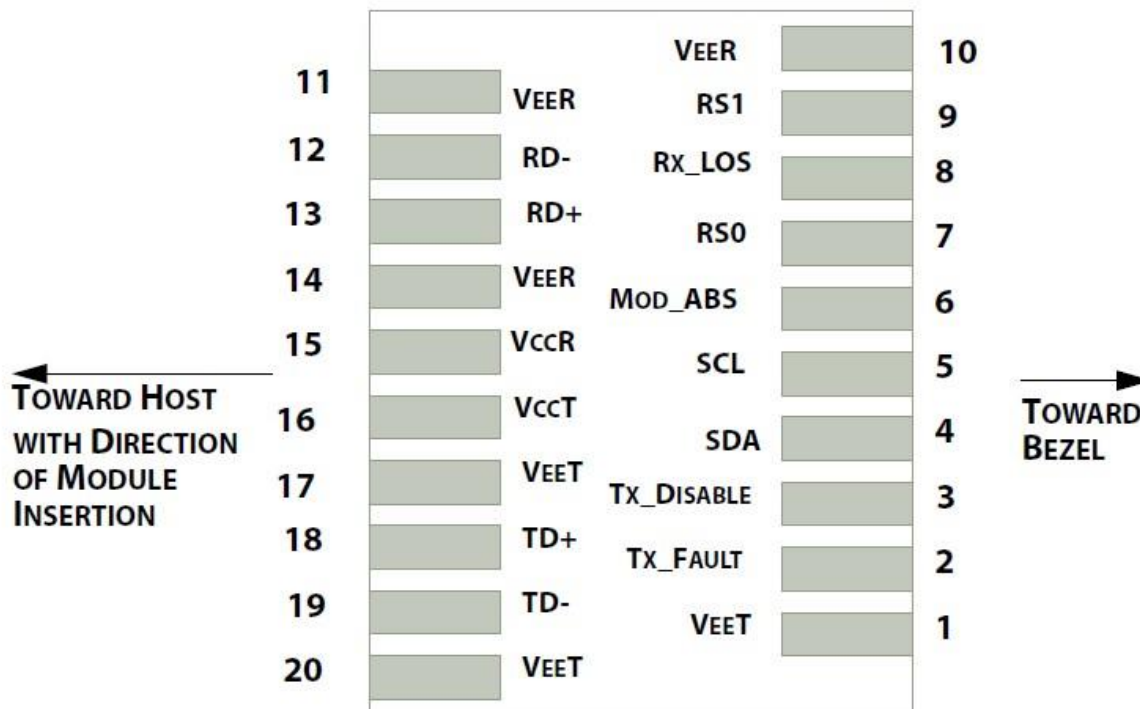 VEER 10
11 VEER
RS1 9
12 RD-
RX_LOS 8
13 RD+
RS0 7
14 VEER
MOD_ABS 6
15 VCCR
SCL 5
16 VCCT
SDA 4
17 VEET
TX_DISABLE 3
18 TD+
TX_FAULT 2
19 TD-
VEET 1
20 VEET
TOWARD HOST
WITH DIRECTION
OF MODULE
INSERTION
TOWARD
BEZEL